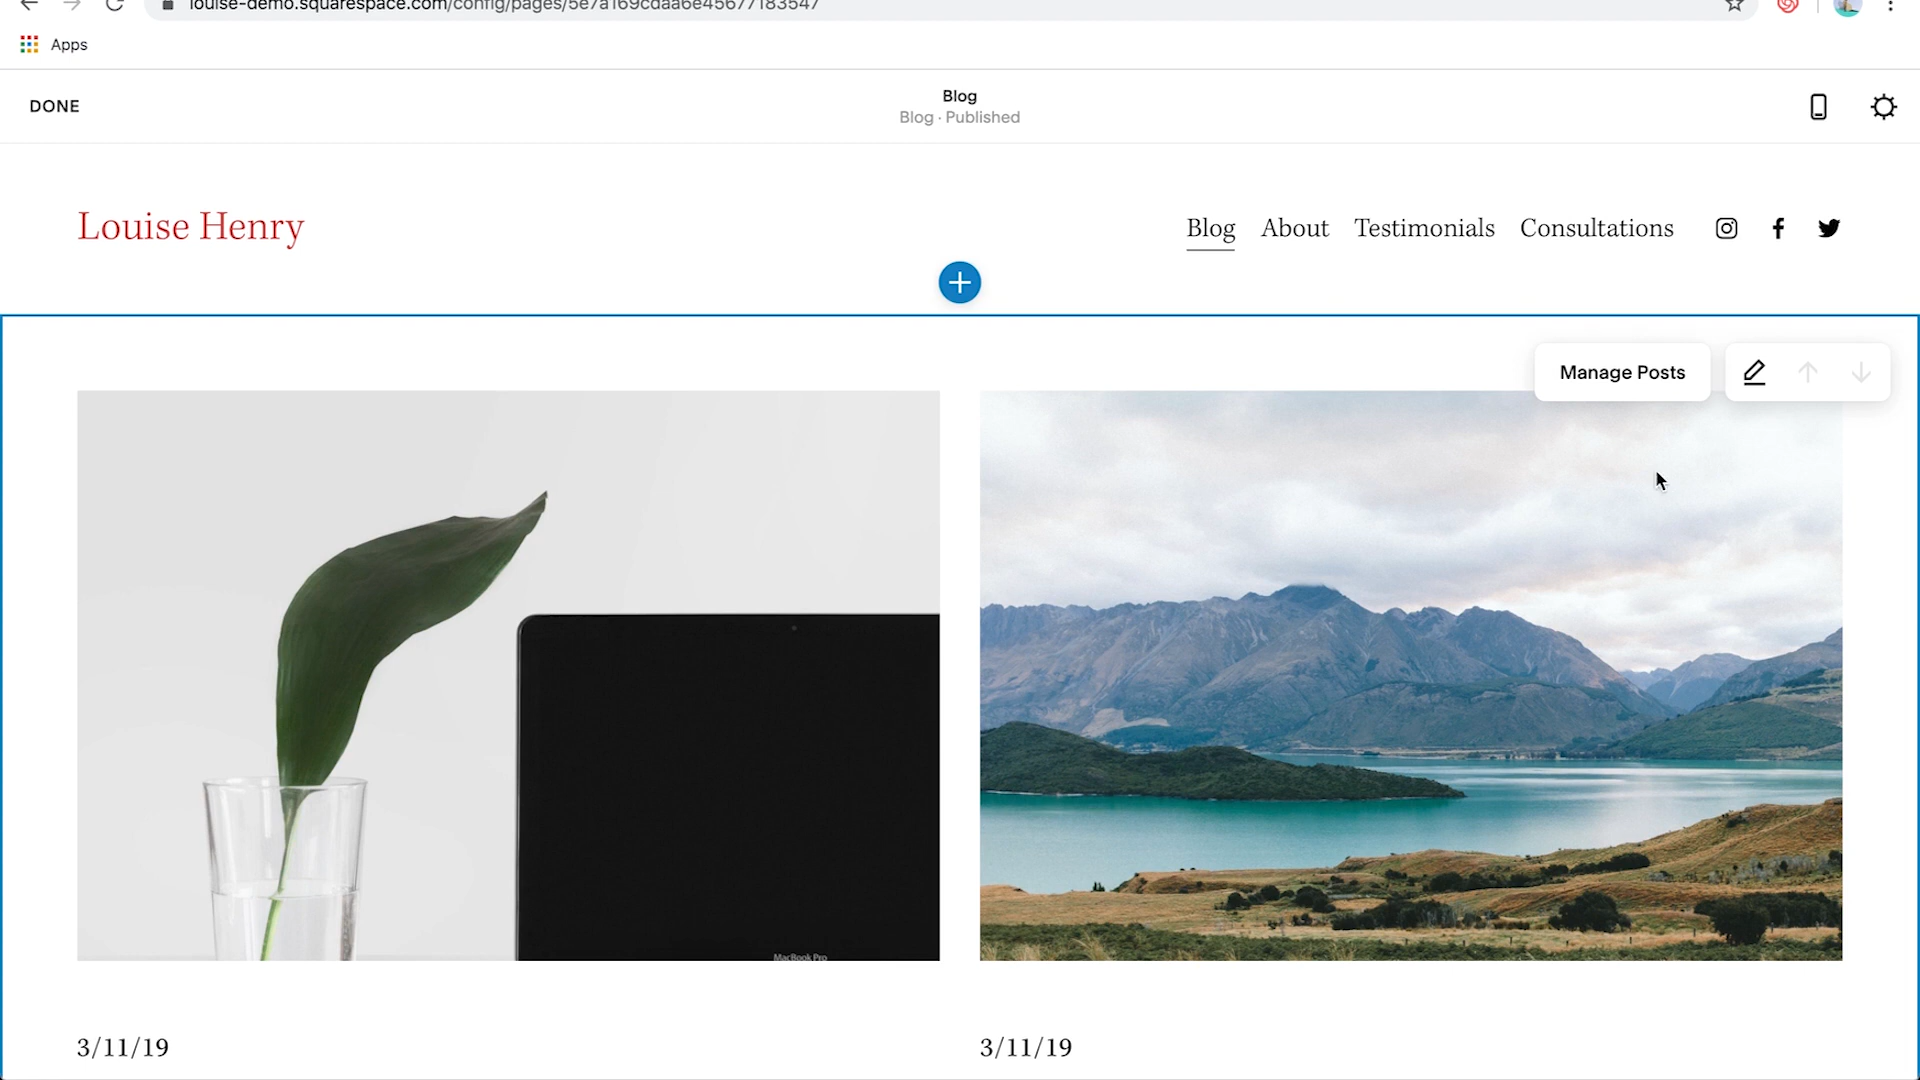 louise-demo.squarespace.com/config/pages/5e7a169cdaa6e45677183547
Apps
DONE
Blog
Blog · Published
Louise Henry
Blog About Testimonials Consultations
Manage Posts
MacBook Pro
3/11/19
3/11/19